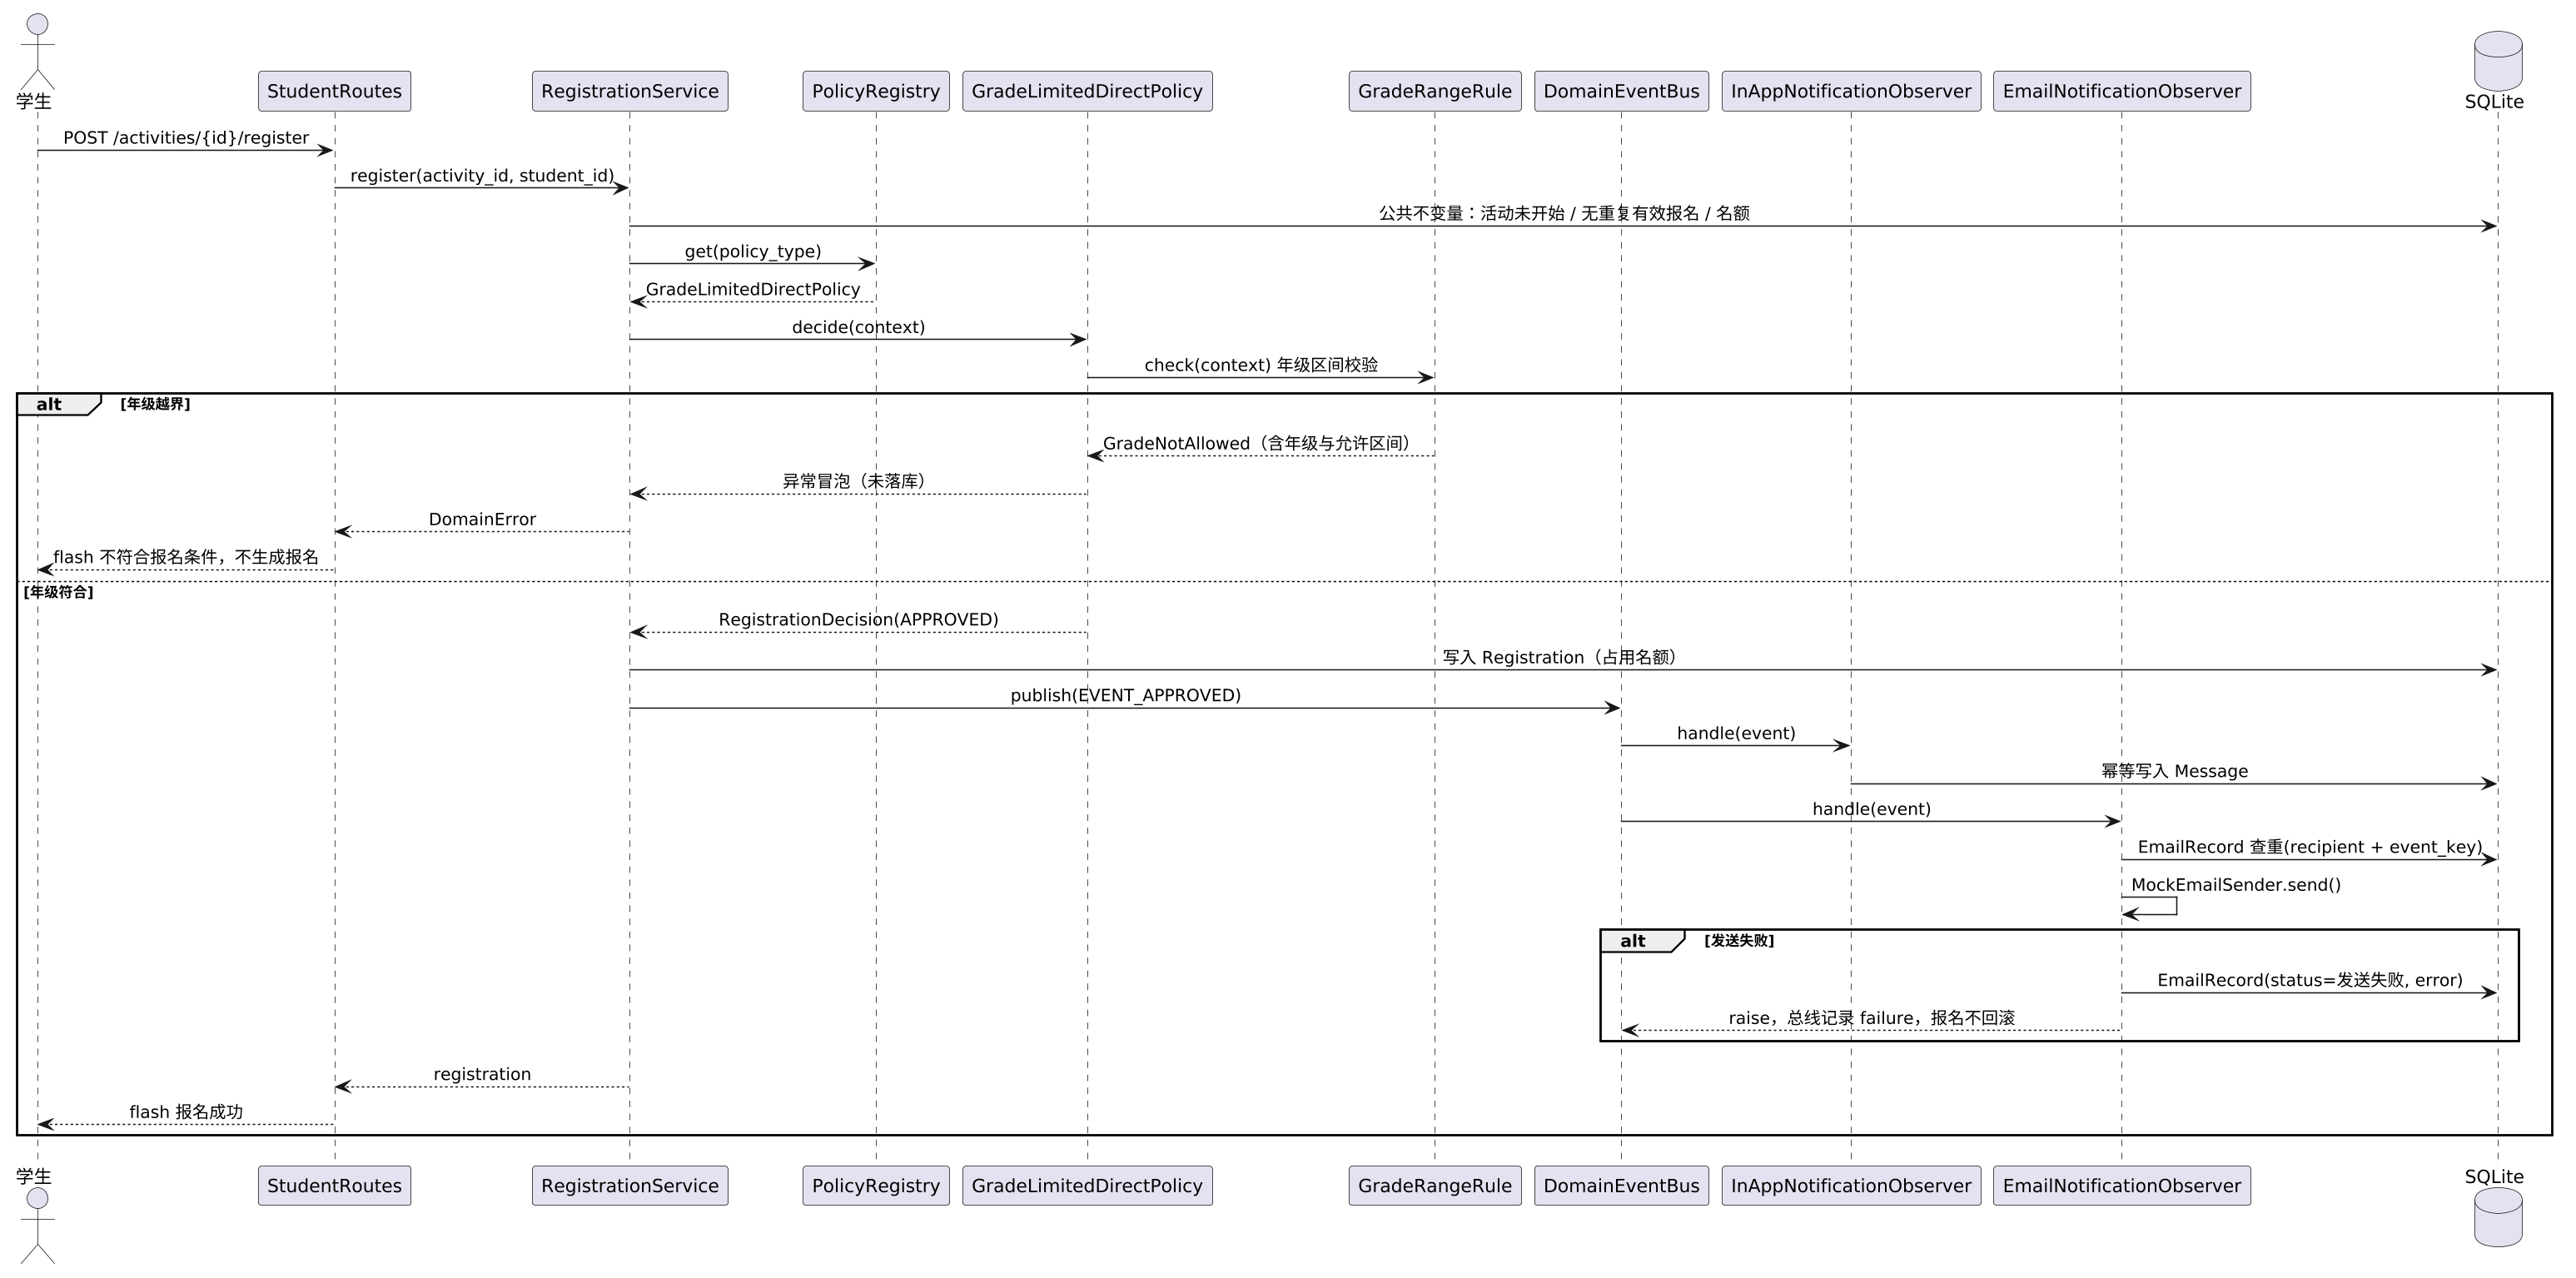 学生
StudentRoutes
RegistrationService
PolicyRegistry
GradeLimitedDirectPolicy
GradeRangeRule
DomainEventBus
InAppNotificationObserver
EmailNotificationObserver
SQLite
POST /activities/{id}/register
register(activity_id, student_id)
公共不变量：活动未开始 / 无重复有效报名 / 名额
get(policy_type)
GradeLimitedDirectPolicy
decide(context)
check(context) 年级区间校验
alt [年级越界]
GradeNotAllowed（含年级与允许区间）
异常冒泡（未落库）
DomainError
flash 不符合报名条件，不生成报名
[年级符合]
RegistrationDecision(APPROVED)
写入 Registration（占用名额）
publish(EVENT_APPROVED)
handle(event)
幂等写入 Message
handle(event)
EmailRecord 查重(recipient + event_key)
MockEmailSender.send()
alt [发送失败]
EmailRecord(status=发送失败, error)
raise，总线记录 failure，报名不回滚
registration
flash 报名成功
学生
StudentRoutes
RegistrationService
PolicyRegistry
GradeLimitedDirectPolicy
GradeRangeRule
DomainEventBus
InAppNotificationObserver
EmailNotificationObserver
SQLite